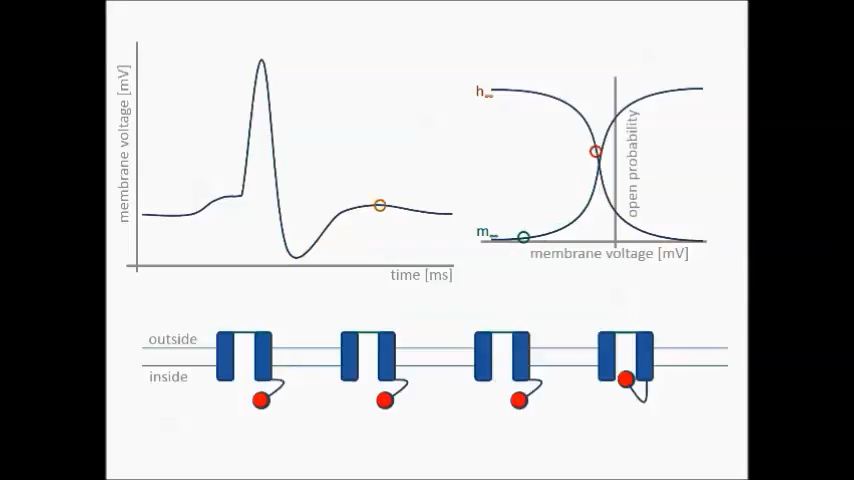 membrane voltage [mV]
time [ms]
h∞
m∞
open probability
membrane voltage [mV]
outside
inside